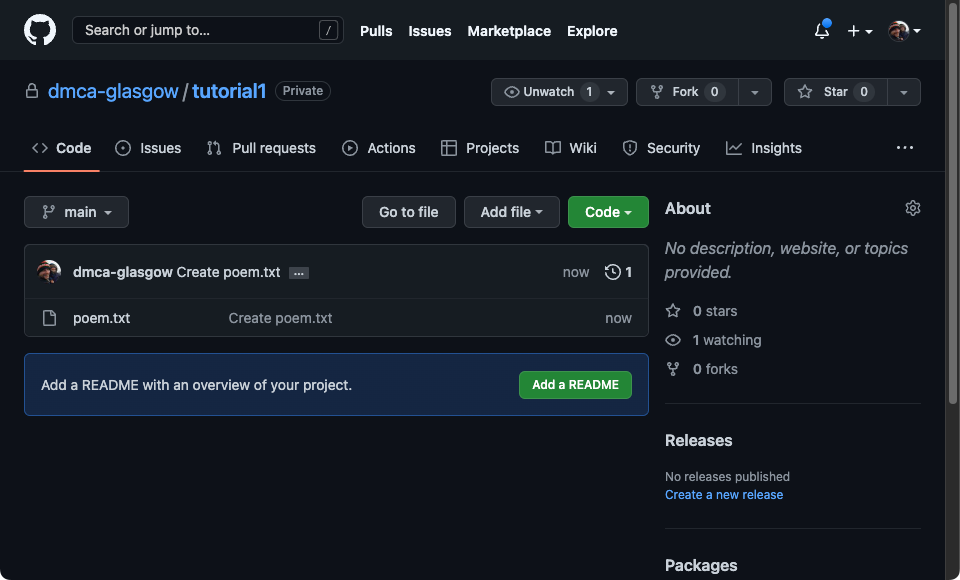 Search or jump to... /
Pulls Issues Marketplace Explore
dmca-glasgow / tutorial1 Private
Unwatch 1 Fork 0 Star 0
Code Issues Pull requests Actions Projects Wiki Security Insights
main Go to file Add file Code
dmca-glasgow Create poem.txt ... now 1
poem.txt Create poem.txt now
Add a README with an overview of your project. Add a README
About
No description, website, or topics
provided.
0 stars
1 watching
0 forks
Releases
No releases published
Create a new release
Packages